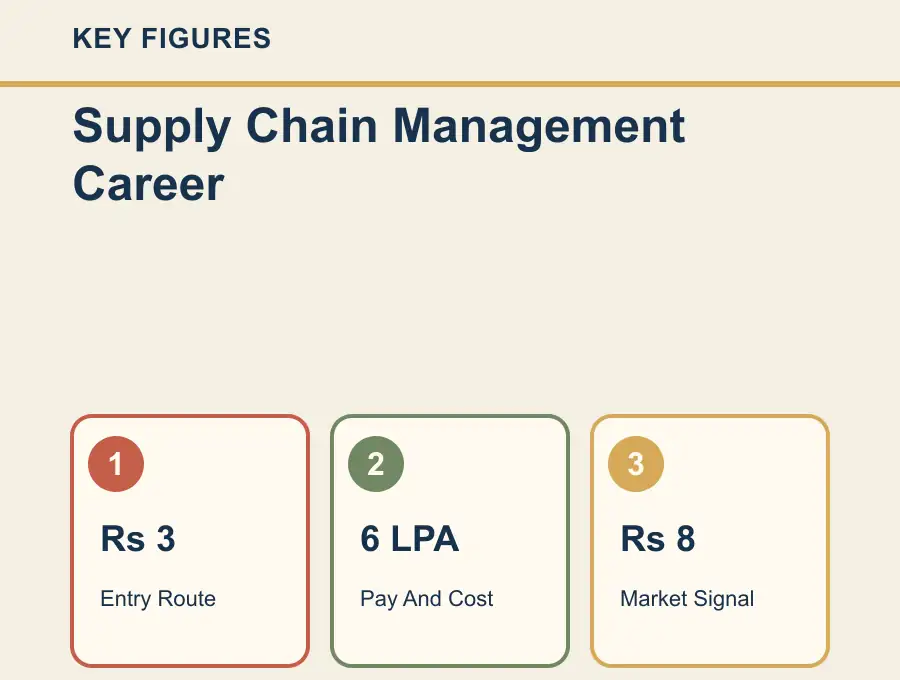 KEY FIGURES
Supply Chain Management
Career
1
Rs 3
Entry Route
2
6 LPA
Pay And Cost
3
Rs 8
Market Signal